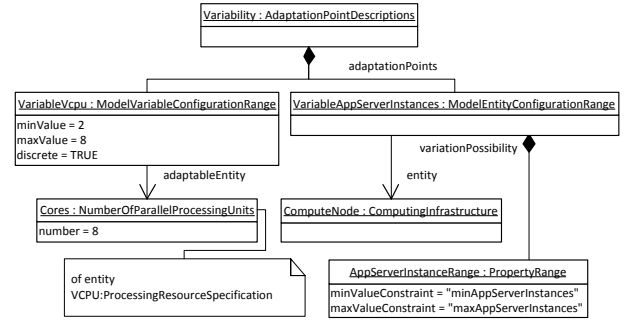 Variability : AdaptationPointDescriptions
adaptationPoints
VariableVcpu : ModelVariableConfigurationRange
minValue = 2
maxValue = 8
discrete = TRUE
VariableAppServerInstances : ModelEntityConfigurationRange
variationPossibility
adaptableEntity
entity
Cores : NumberOfParallelProcessingUnits
number = 8
ComputeNode : ComputingInfrastructure
of entity
VCPU:ProcessingResourceSpecification
AppServerInstanceRange : PropertyRange
minValueConstraint = "minAppServerInstances"
maxValueConstraint = "maxAppServerInstances"